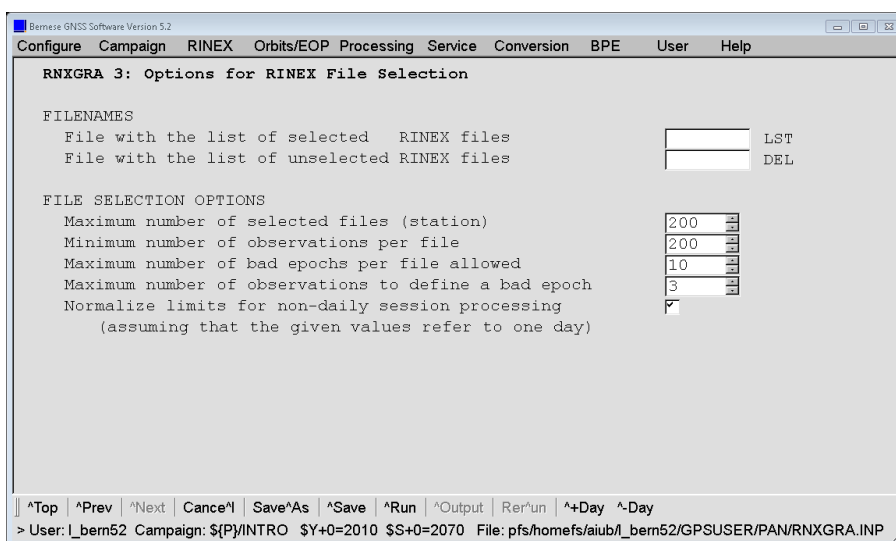 Bernese GNSS Software Version 5.2
Configure Campaign RINEX Orbits/EOP Processing Service Conversion BPE User Help
RNXGRA 3: Options for RINEX File Selection
FILENAMES
File with the list of selected RINEX files LST
File with the list of unselected RINEX files DEL
FILE SELECTION OPTIONS
Maximum number of selected files (station) 200
Minimum number of observations per file 200
Maximum number of bad epochs per file allowed 10
Maximum number of observations to define a bad epoch 3
Normalize limits for non-daily session processing
(assuming that the given values refer to one day)
^Top | ^Prev | ^Next | Cance^l | Save^As | ^Save | ^Run | ^Output | Rer^un | ^+Day ^-Day
> User: l_bern52 Campaign: ${P}/INTRO $Y+0=2010 $S+0=2070 File: pfs/homefs/aiub/l_bern52/GPSUSER/PAN/RNXGRA.INP